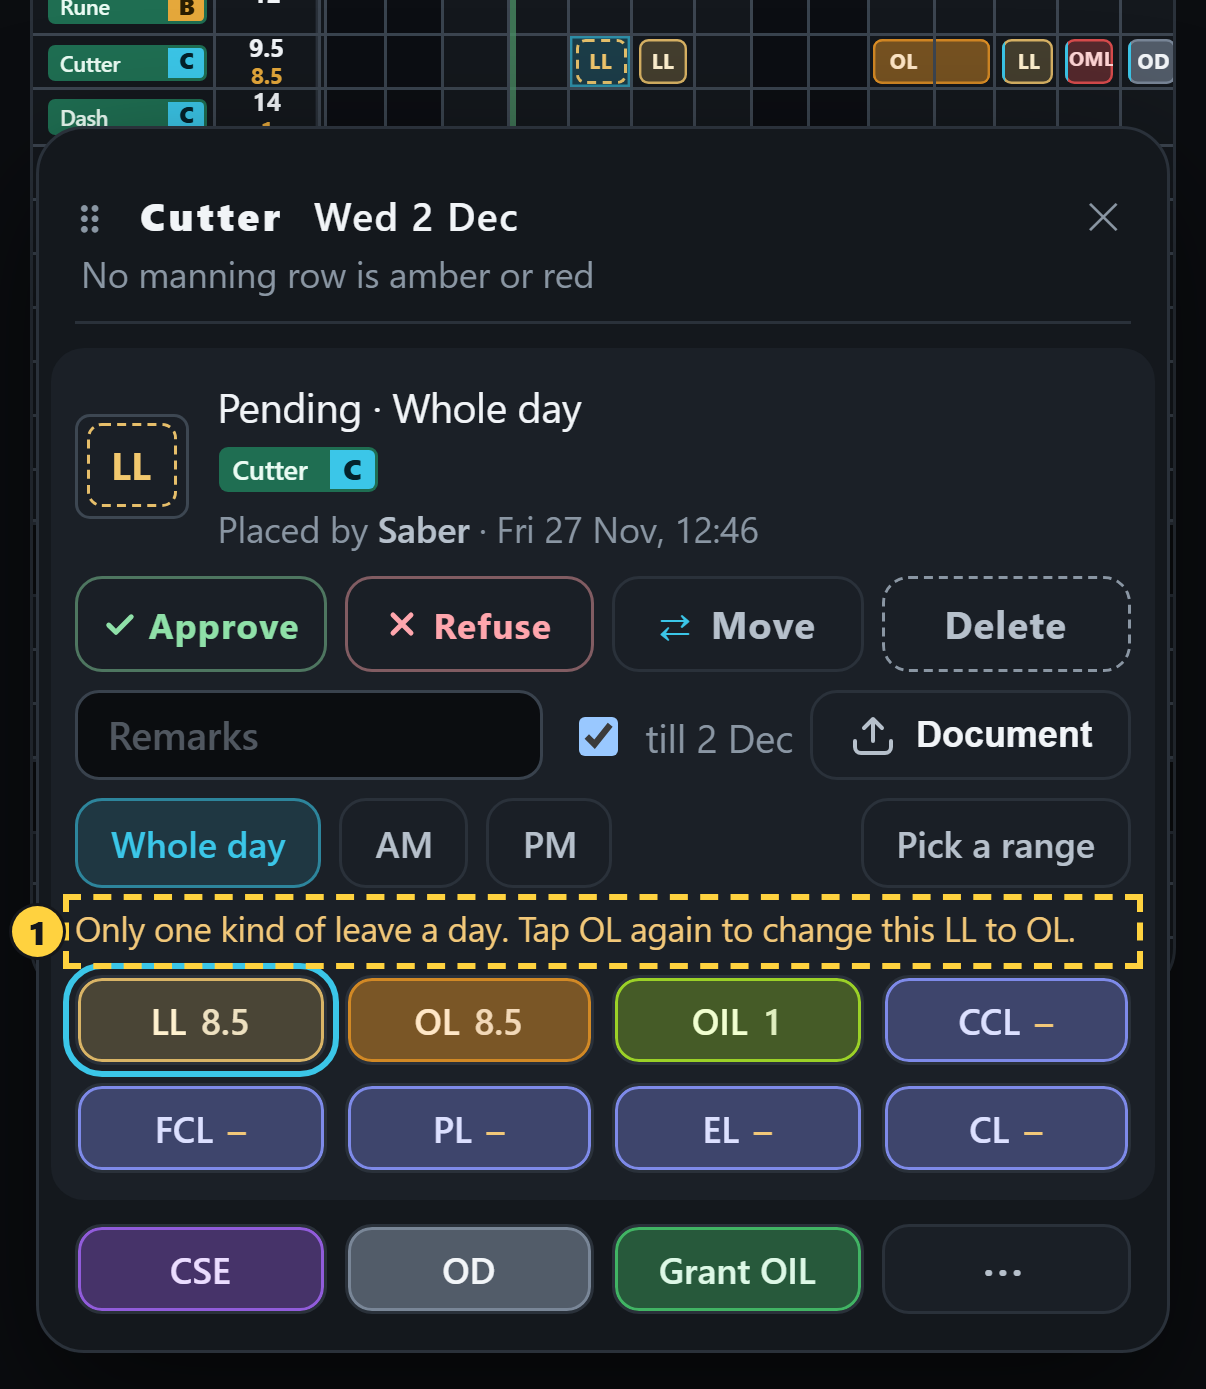 Rune B 12
Cutter C 9.5 8.5 LL LL OL LL OML OD
Dash C 14
Cutter Wed 2 Dec
No manning row is amber or red
LL
Pending · Whole day
Cutter C
Placed by Saber · Fri 27 Nov, 12:46
Approve Refuse Move Delete
Remarks till 2 Dec Document
Whole day AM PM Pick a range
1 Only one kind of leave a day. Tap OL again to change this LL to OL.
LL 8.5 OL 8.5 OIL 1 CCL –
FCL – PL – EL – CL –
CSE OD Grant OIL ...